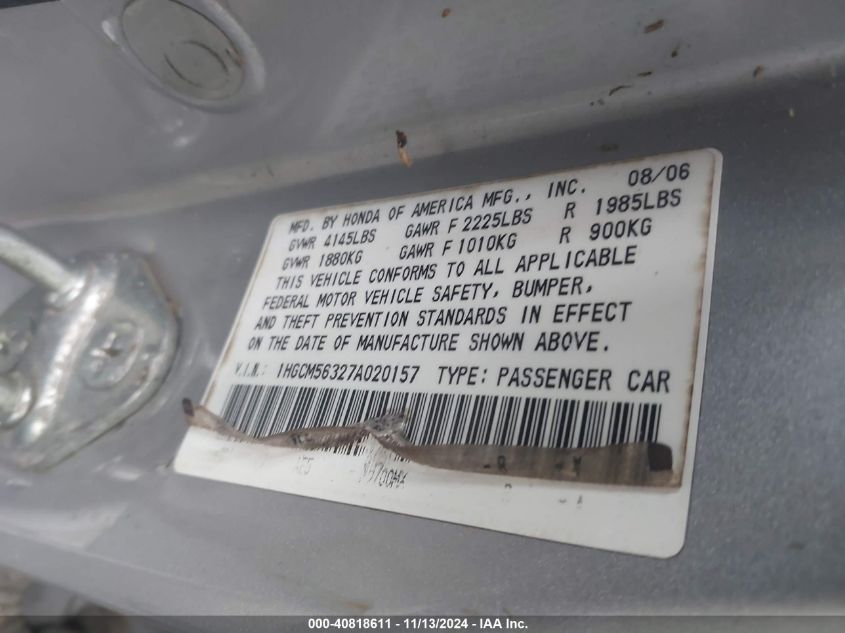 MFD. BY HONDA OF AMERICA MFG., INC. 08/06
GVWR 4145LBS GAWR F 2225LBS R 1985LBS
GVWR 1880KG GAWR F 1010KG R 900KG
THIS VEHICLE CONFORMS TO ALL APPLICABLE
FEDERAL MOTOR VEHICLE SAFETY, BUMPER,
AND THEFT PREVENTION STANDARDS IN EFFECT
ON THE DATE OF MANUFACTURE SHOWN ABOVE.
V.I.N.: 1HGCM56327A020157 TYPE: PASSENGER CAR
000-40818611 - 11/13/2024 - IAA Inc.